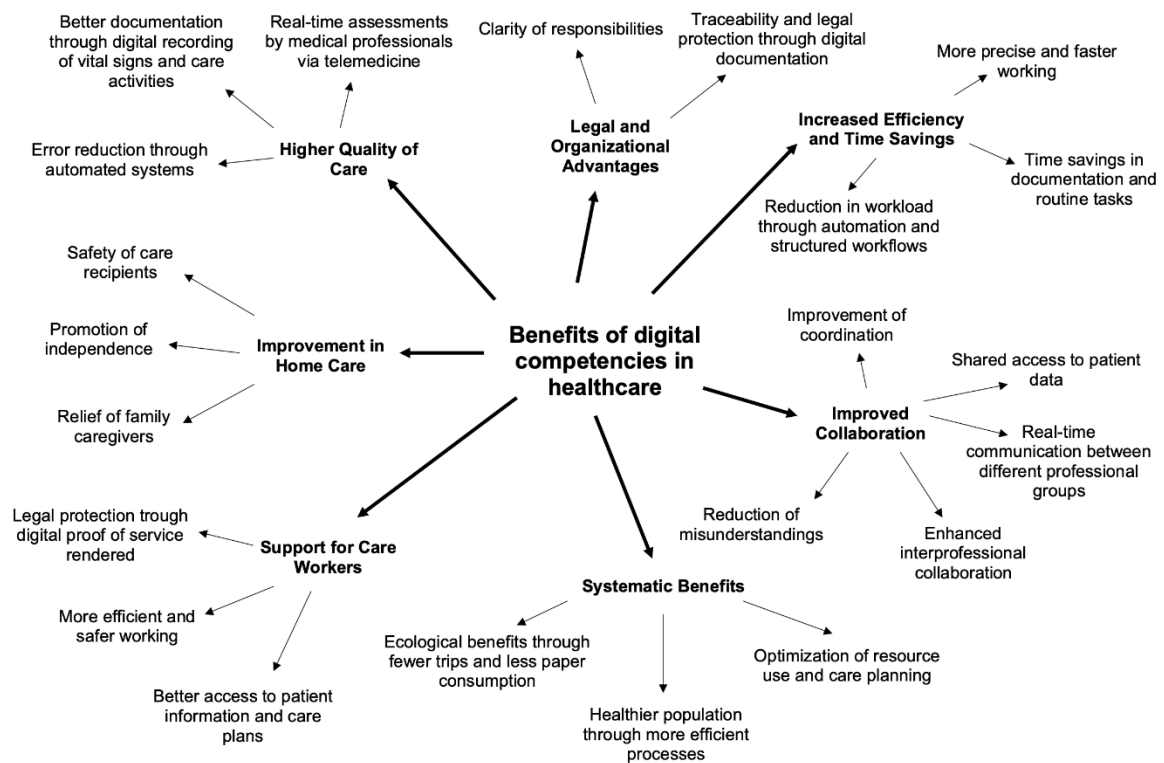 Better documentation
through digital recording
of vital signs and care
activities
Real-time assessments
by medical professionals
via telemedicine
Error reduction through
automated systems
Higher Quality of
Care
Clarity of responsibilities
Traceability and legal
protection through digital
documentation
Legal and
Organizational
Advantages
More precise and faster
working
Increased Efficiency
and Time Savings
Time savings in
documentation and
routine tasks
Reduction in workload
through automation and
structured workflows
Safety of care
recipients
Promotion of
independence
Improvement in
Home Care
Relief of family
caregivers
Benefits of digital
competencies in
healthcare
Improvement of
coordination
Shared access to patient
data
Improved
Collaboration
Real-time
communication between
different professional
groups
Reduction of
misunderstandings
Enhanced
interprofessional
collaboration
Legal protection trough
digital proof of service
rendered
Support for Care
Workers
More efficient and
safer working
Better access to patient
information and care
plans
Systematic Benefits
Ecological benefits through
fewer trips and less paper
consumption
Healthier population
through more efficient
processes
Optimization of resource
use and care planning